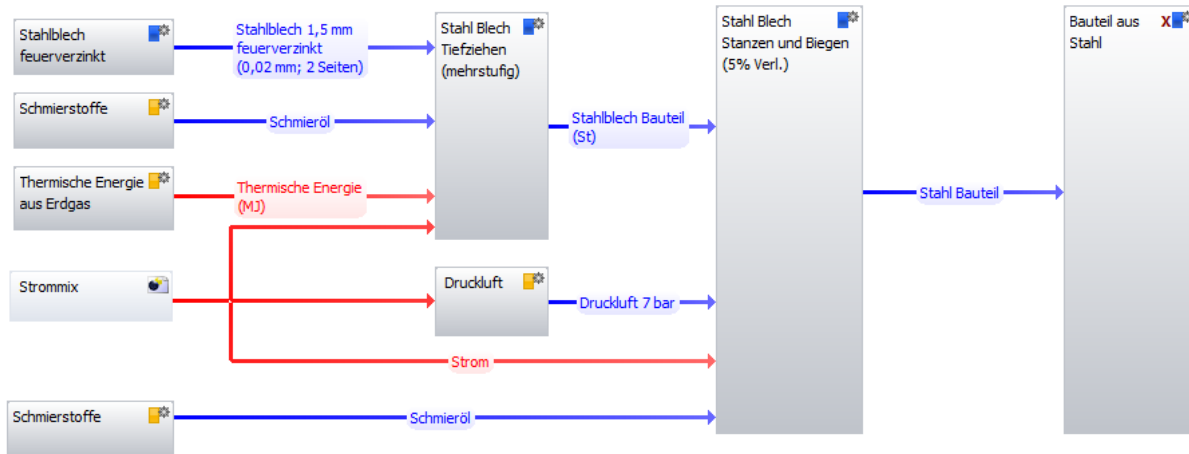 Stahlblech
feuerverzinkt
Stahlblech 1,5 mm
feuerverzinkt
(0,02 mm; 2 Seiten)
Stahl Blech
Tiefziehen
(mehrstufig)
Stahl Blech
Stanzen und Biegen
(5% Verl.)
Bauteil aus
Stahl
X
Schmierstoffe
Schmieröl
Stahlblech Bauteil
(St)
Thermische Energie
aus Erdgas
Thermische Energie
(MJ)
Stahl Bauteil
Strommix
Druckluft
Druckluft 7 bar
Strom
Schmierstoffe
Schmieröl